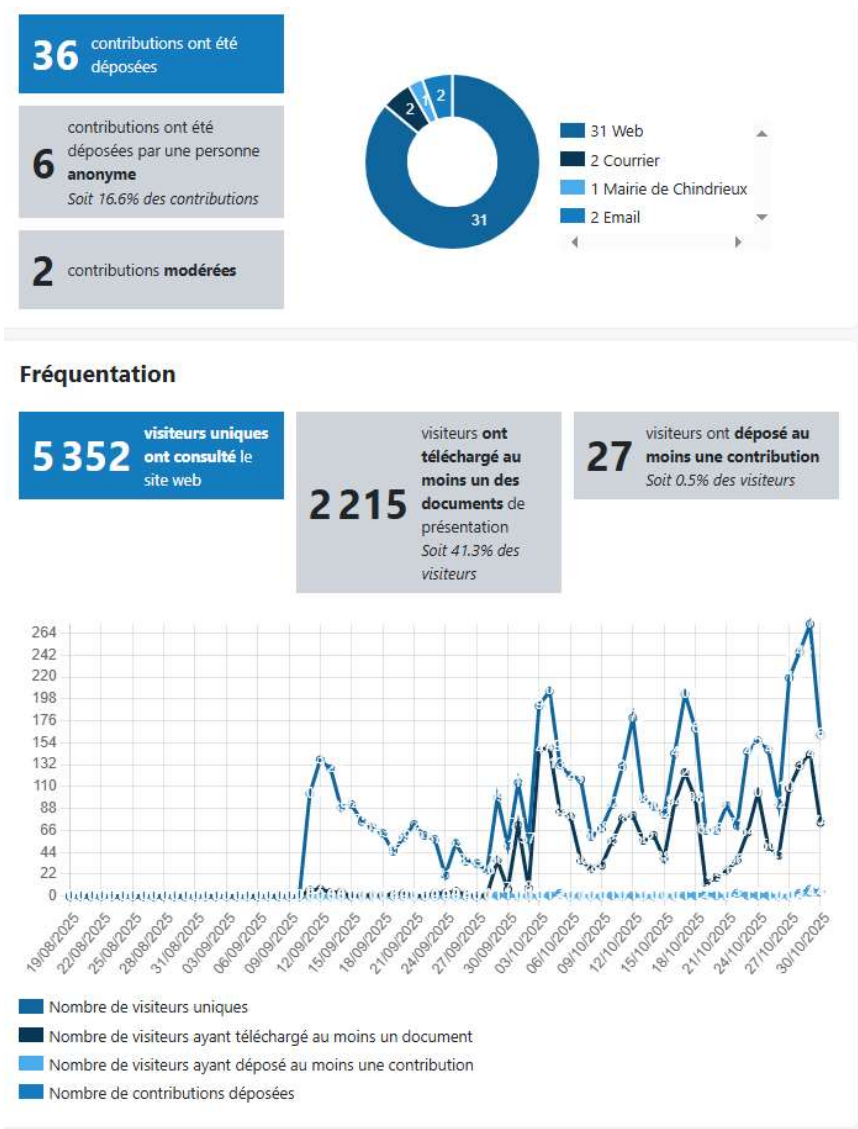 36 contributions ont été
déposées
contributions ont été
6 déposées par une personne
anonyme
Soit 16.6% des contributions
2 contributions modérées
2
1
2
31
31 Web
2 Courrier
1 Mairie de Chindrieux
2 Email
Fréquentation
5 352 visiteurs uniques
ont consulté le
site web
2 215 visiteurs ont
téléchargé au
moins un des
documents de
présentation
Soit 41.3% des
visiteurs
27 visiteurs ont déposé au
moins une contribution
Soit 0.5% des visiteurs
264
242
220
198
176
154
132
110
88
66
44
22
0
19/08/2025
22/08/2025
25/08/2025
28/08/2025
31/08/2025
03/09/2025
06/09/2025
09/09/2025
12/09/2025
15/09/2025
18/09/2025
21/09/2025
24/09/2025
27/09/2025
30/09/2025
03/10/2025
06/10/2025
09/10/2025
12/10/2025
15/10/2025
18/10/2025
21/10/2025
24/10/2025
27/10/2025
30/10/2025
Nombre de visiteurs uniques
Nombre de visiteurs ayant téléchargé au moins un document
Nombre de visiteurs ayant déposé au moins une contribution
Nombre de contributions déposées